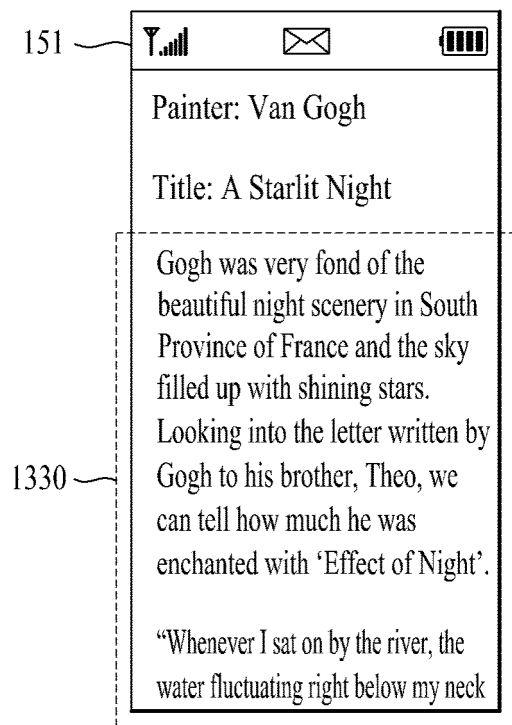 151
Painter: Van Gogh
Title: A Starlit Night
Gogh was very fond of the
beautiful night scenery in South
Province of France and the sky
filled up with shining stars.
Looking into the letter written by
1330
Gogh to his brother, Theo, we
can tell how much he was
enchanted with ‘Effect of Night’.
“Whenever I sat on by the river, the
water fluctuating right below my neck